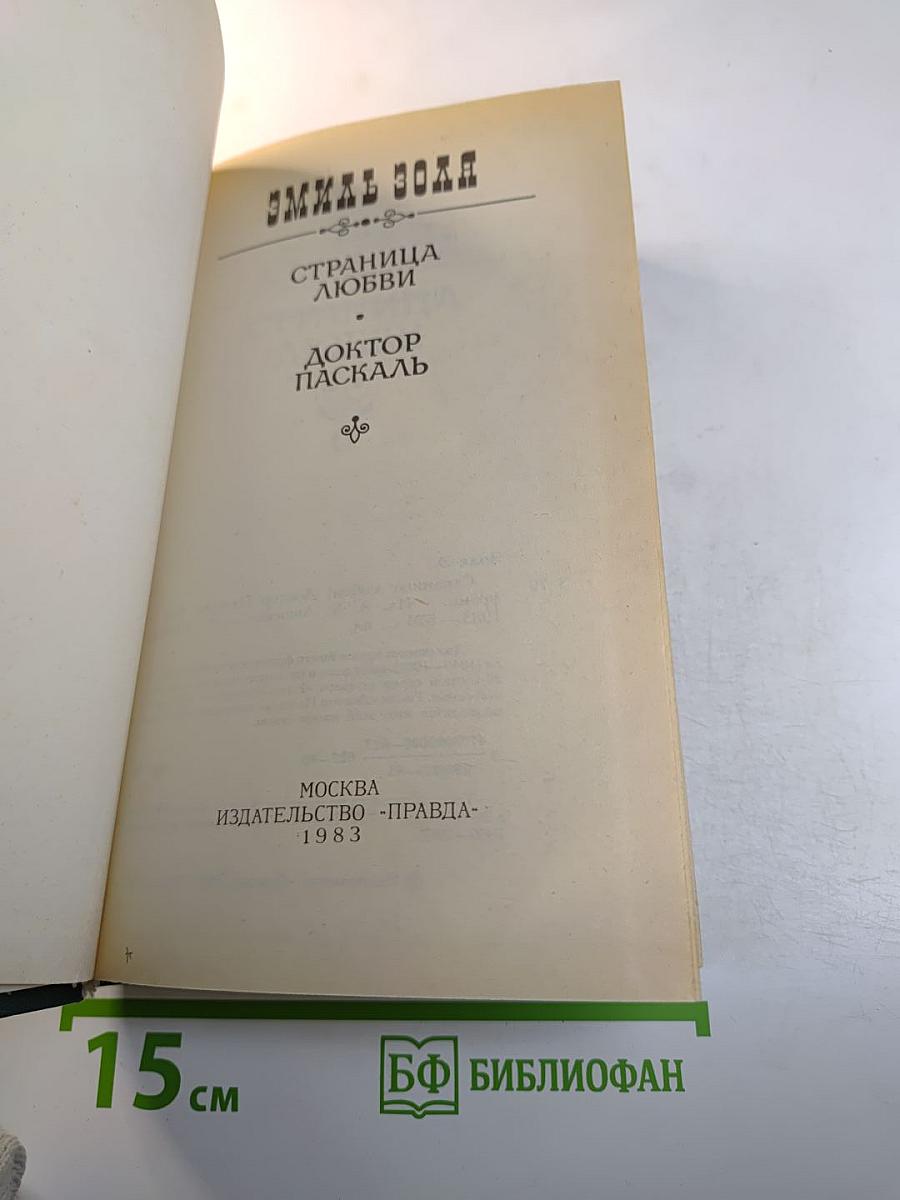 ЭМИЛЬ ЗОЛЯ
СТРАНИЦА
ЛЮБВИ
ДОКТОР
ПАСКАЛЬ
МОСКВА
ИЗДАТЕЛЬСТВО «ПРАВДА»
1983
15 см
БФ БИБЛИОФАН